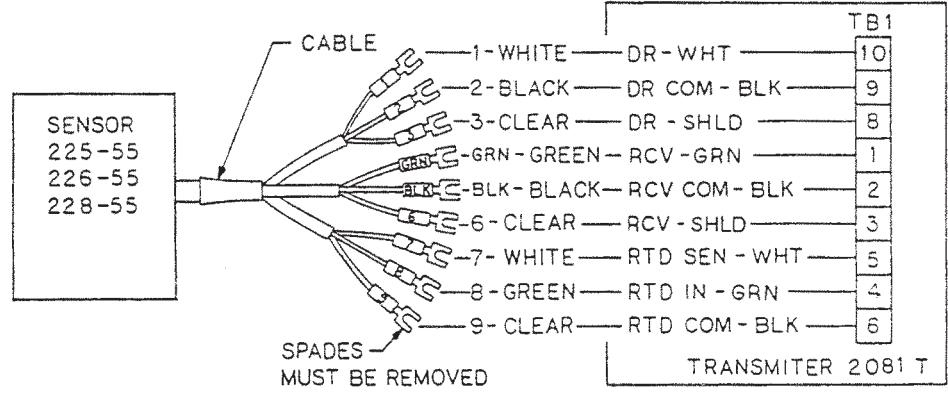 CABLE
TB1
1-WHITE DR-WHT 10
2-BLACK DR COM-BLK 9
3-CLEAR DR-SHLD 8
GRN GRN-GREEN RCV-GRN 1
BLK BLK-BLACK RCV COM-BLK 2
6 6-CLEAR RCV-SHLD 3
7-WHITE RTD SEN-WHT 5
8-GREEN RTD IN-GRN 4
9-CLEAR RTD COM-BLK 6
SENSOR
225-55
226-55
228-55
SPADES
MUST BE REMOVED
TRANSMITER 2081 T